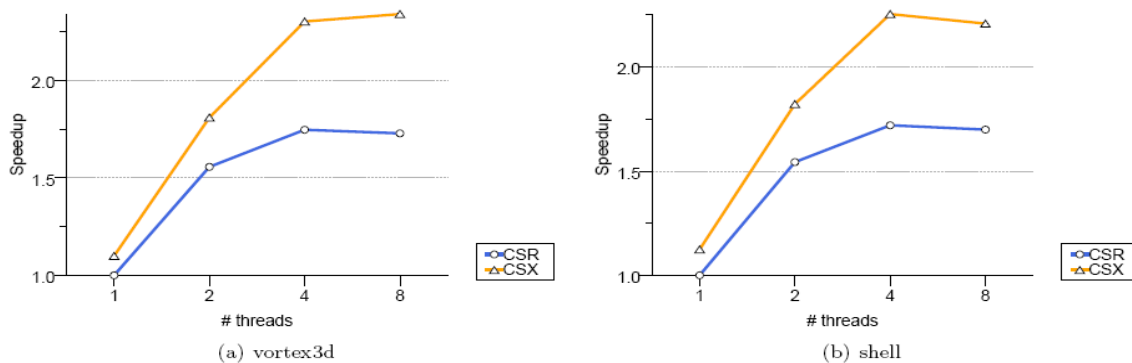 2.0
1.5
1.0
Speedup
1
2
4
8
# threads
CSR
CSX
(a) vortex3d
2.0
1.5
1.0
Speedup
1
2
4
8
# threads
CSR
CSX
(b) shell